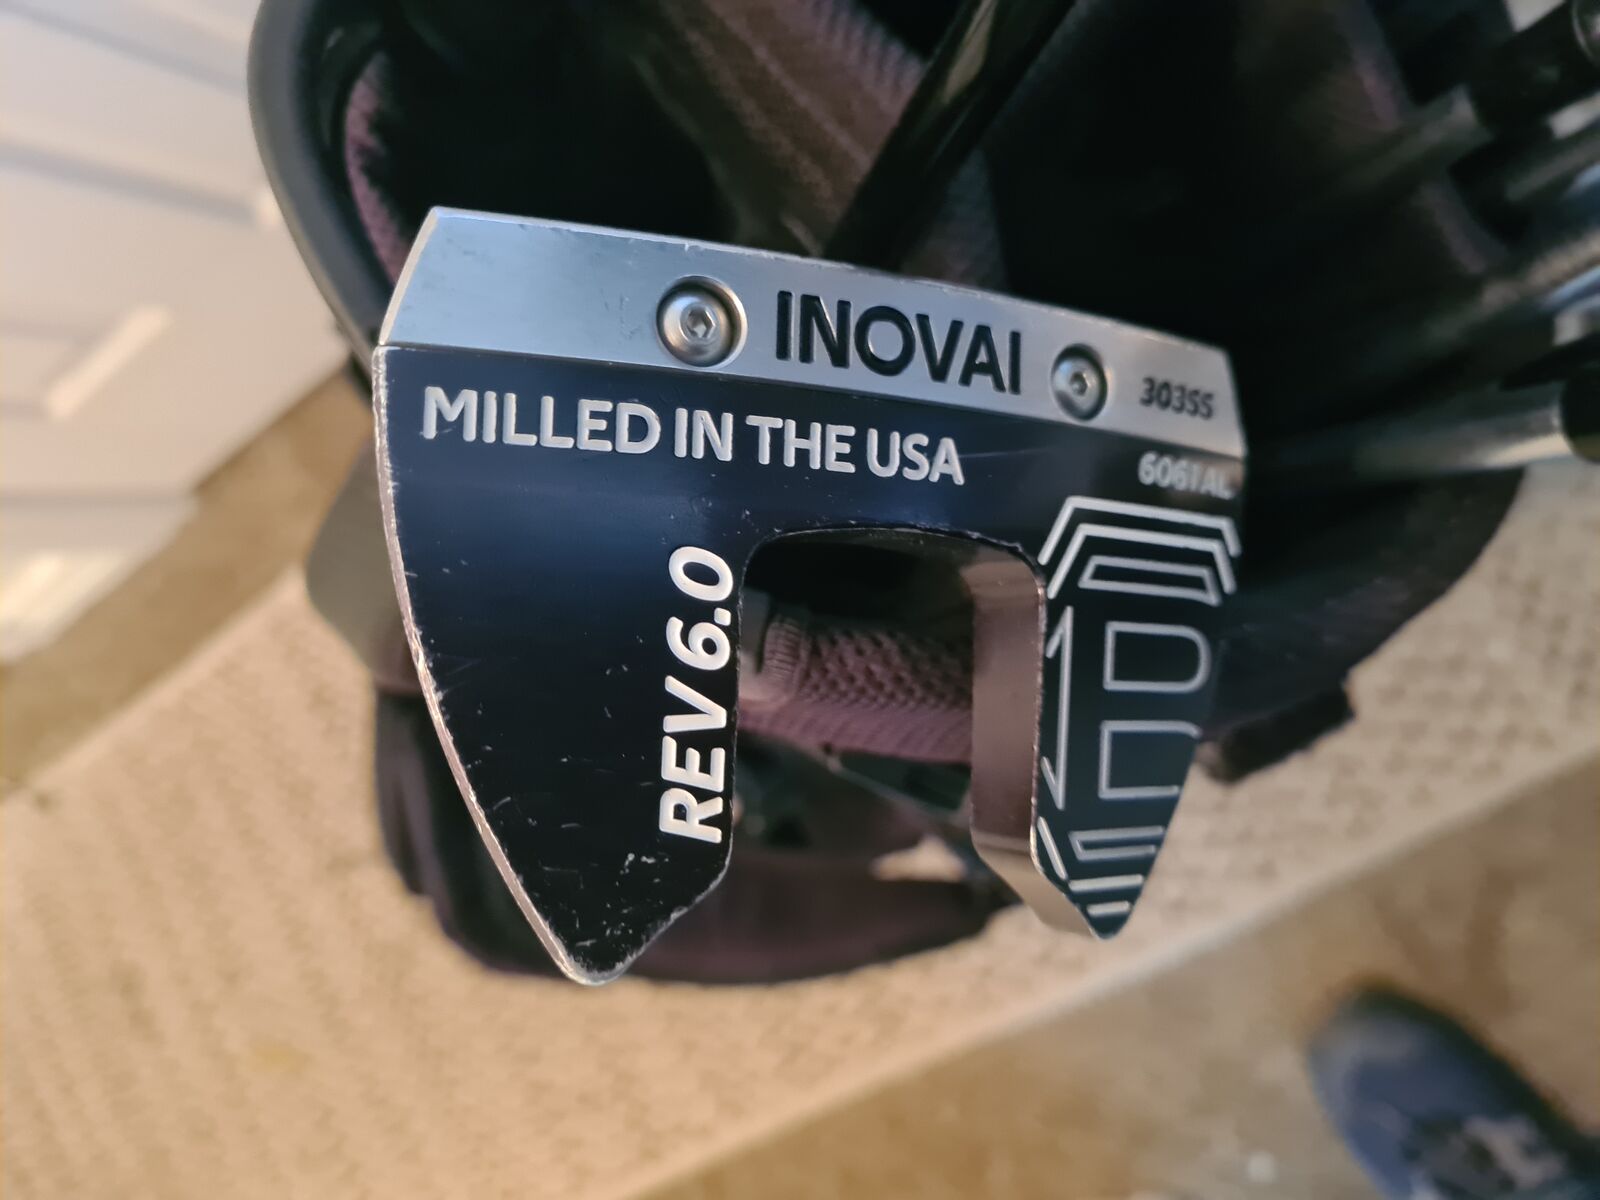 INOVAI
303SS
MILLED IN THE USA
6061AL
REV 6.0